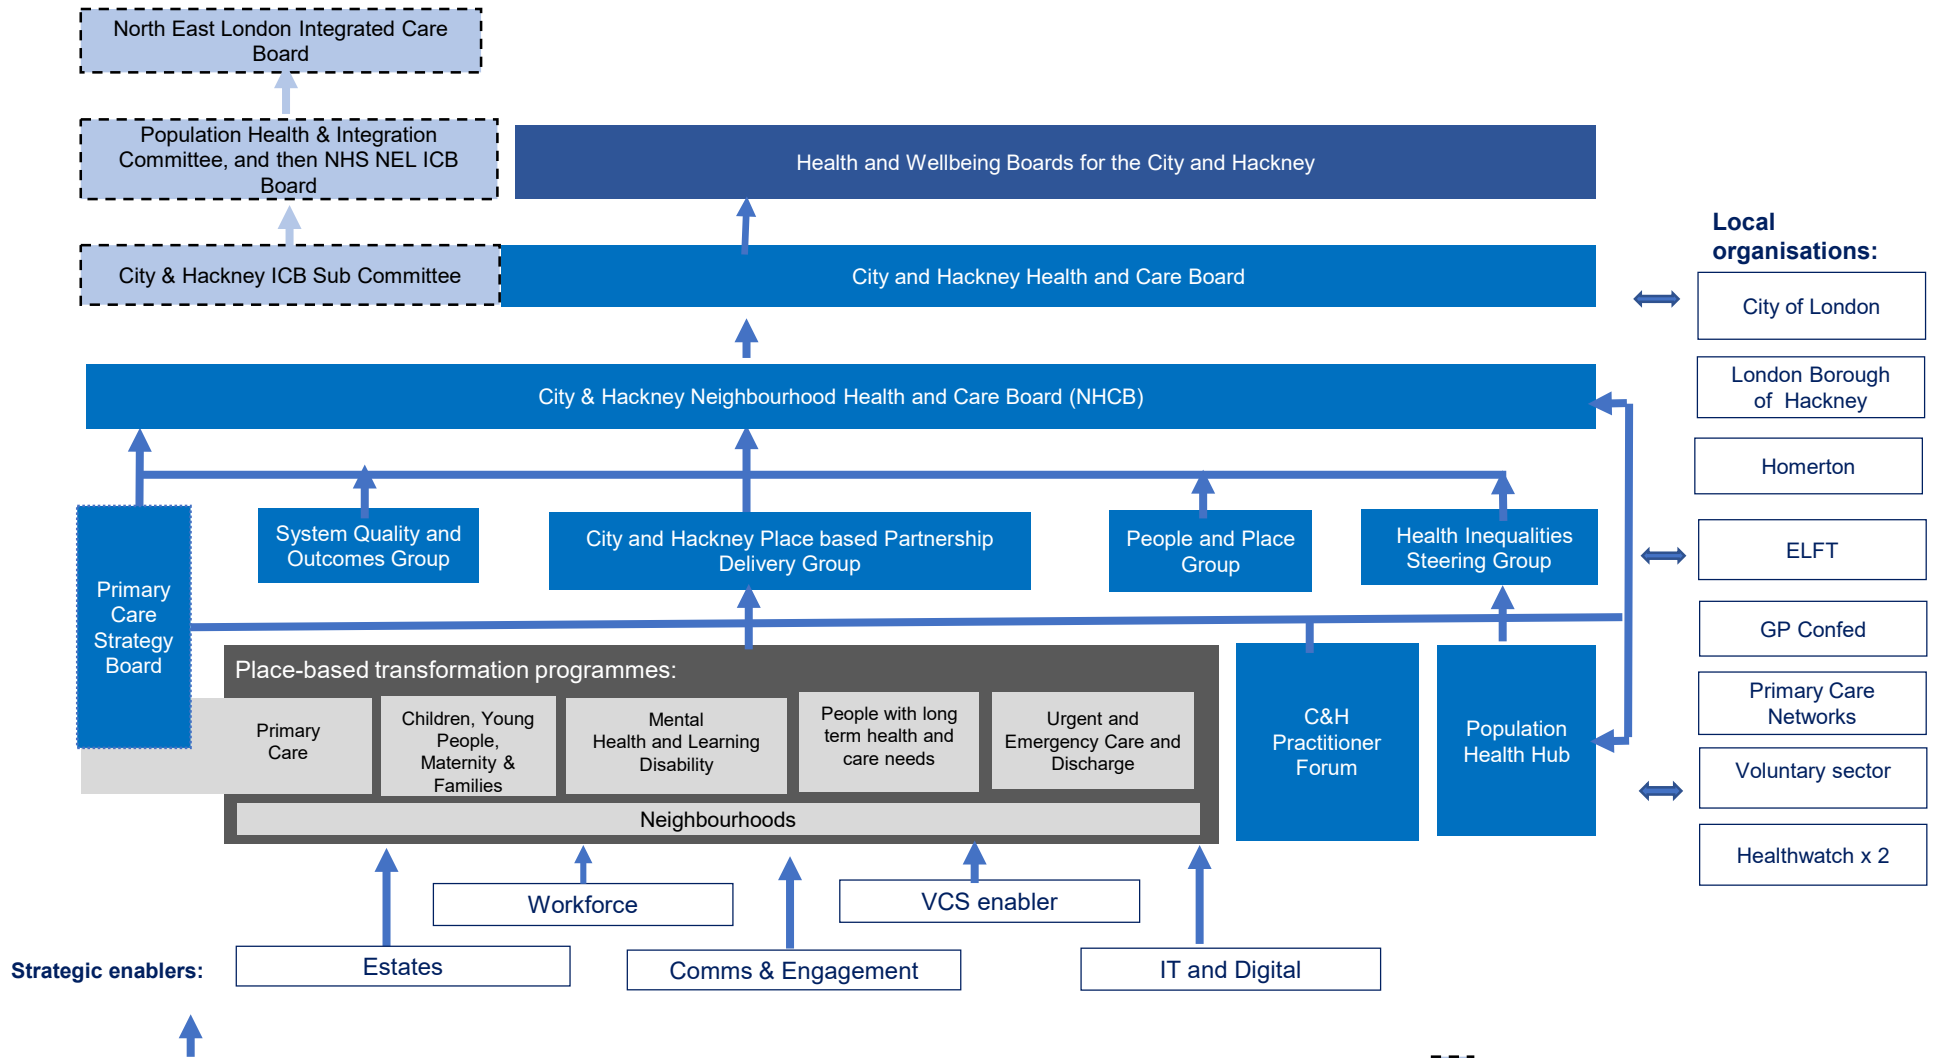 North East London Integrated Care
Board
Population Health & Integration
Committee, and then NHS NEL ICB
Board
Health and Wellbeing Boards for the City and Hackney
City & Hackney ICB Sub Committee
City and Hackney Health and Care Board
City & Hackney Neighbourhood Health and Care Board (NHCB)
Primary
Care
Strategy
Board
System Quality and
Outcomes Group
City and Hackney Place based Partnership
Delivery Group
People and Place
Group
Health Inequalities
Steering Group
Place-based transformation programmes:
Primary
Care
Children, Young
People,
Maternity &
Families
Mental
Health and Learning
Disability
People with long
term health and
care needs
Urgent and
Emergency Care and
Discharge
Neighbourhoods
C&H
Practitioner
Forum
Population
Health Hub
Workforce
VCS enabler
Strategic enablers:
Estates
Comms & Engagement
IT and Digital
Local
organisations:
City of London
London Borough
of Hackney
Homerton
ELFT
GP Confed
Primary Care
Networks
Voluntary sector
Healthwatch x 2